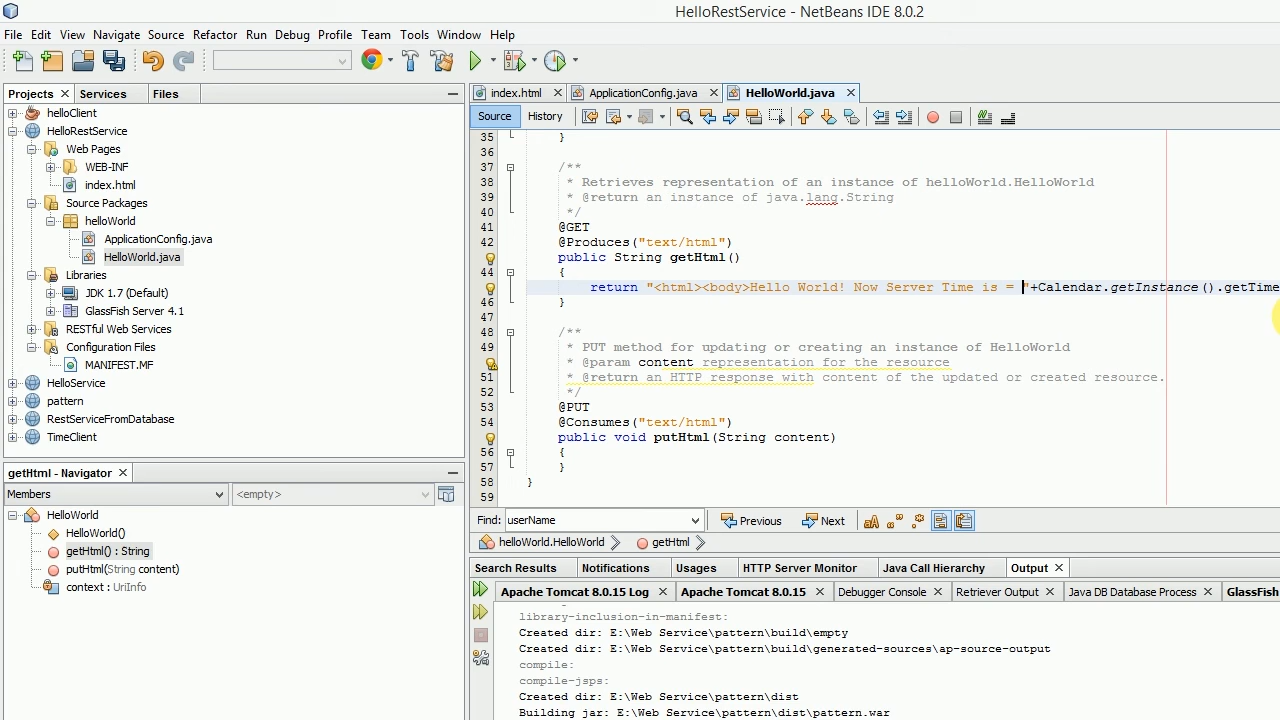 HelloRestService - NetBeans IDE 8.0.2
File Edit View Navigate Source Refactor Run Debug Profile Team Tools Window Help
Projects Services Files
helloClient
HelloRestService
Web Pages
WEB-INF
index.html
Source Packages
helloWorld
ApplicationConfig.java
HelloWorld.java
Libraries
JDK 1.7 (Default)
GlassFish Server 4.1
RESTful Web Services
Configuration Files
MANIFEST.MF
HelloService
pattern
RestServiceFromDatabase
TimeClient
getHtml - Navigator
Members <empty>
HelloWorld
HelloWorld()
getHtml() : String
putHtml(String content)
context : UriInfo
index.html ApplicationConfig.java HelloWorld.java
Source History
35 }
36
37 /**
38 * Retrieves representation of an instance of helloWorld.HelloWorld
39 * @return an instance of java.lang.String
40 */
41 @GET
42 @Produces("text/html")
public String getHtml()
44 {
return "<html><body>Hello World! Now Server Time is = "+Calendar.getInstance().getTime
46 }
47
48 /**
49 * PUT method for updating or creating an instance of HelloWorld
* @param content representation for the resource
51 * @return an HTTP response with content of the updated or created resource.
52 */
53 @PUT
54 @Consumes("text/html")
public void putHtml(String content)
56 {
57 }
58 }
59
Find: userName Previous Next
helloWorld.HelloWorld getHtml
Search Results Notifications Usages HTTP Server Monitor Java Call Hierarchy Output
Apache Tomcat 8.0.15 Log Apache Tomcat 8.0.15 Debugger Console Retriever Output Java DB Database Process GlassFish
library-inclusion-in-manifest:
Created dir: E:\Web Service\pattern\build\empty
Created dir: E:\Web Service\pattern\build\generated-sources\ap-source-output
compile:
compile-jsps:
Created dir: E:\Web Service\pattern\dist
Building jar: E:\Web Service\pattern\dist\pattern.war